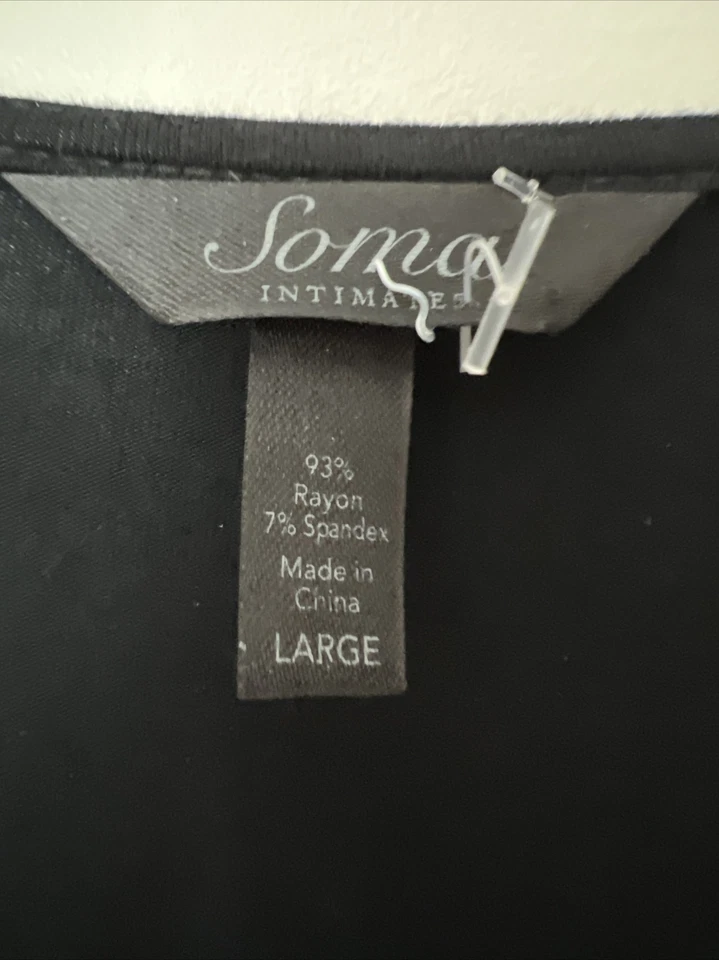 Soma
INTIMATES
93%
Rayon
7% Spandex
Made in
China
LARGE